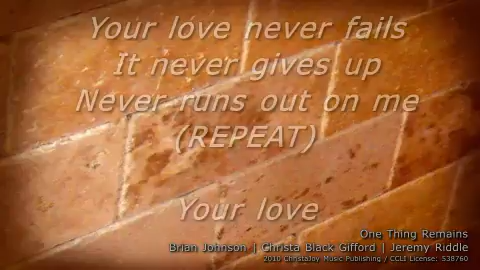 Your love never fails
It never gives up
Never runs out on me
(REPEAT)
Your love
One Thing Remains
Brian Johnson | Christa Black Gifford | Jeremy Riddle
2010 ChristaJoy Music Publishing / CCLI License: 538760